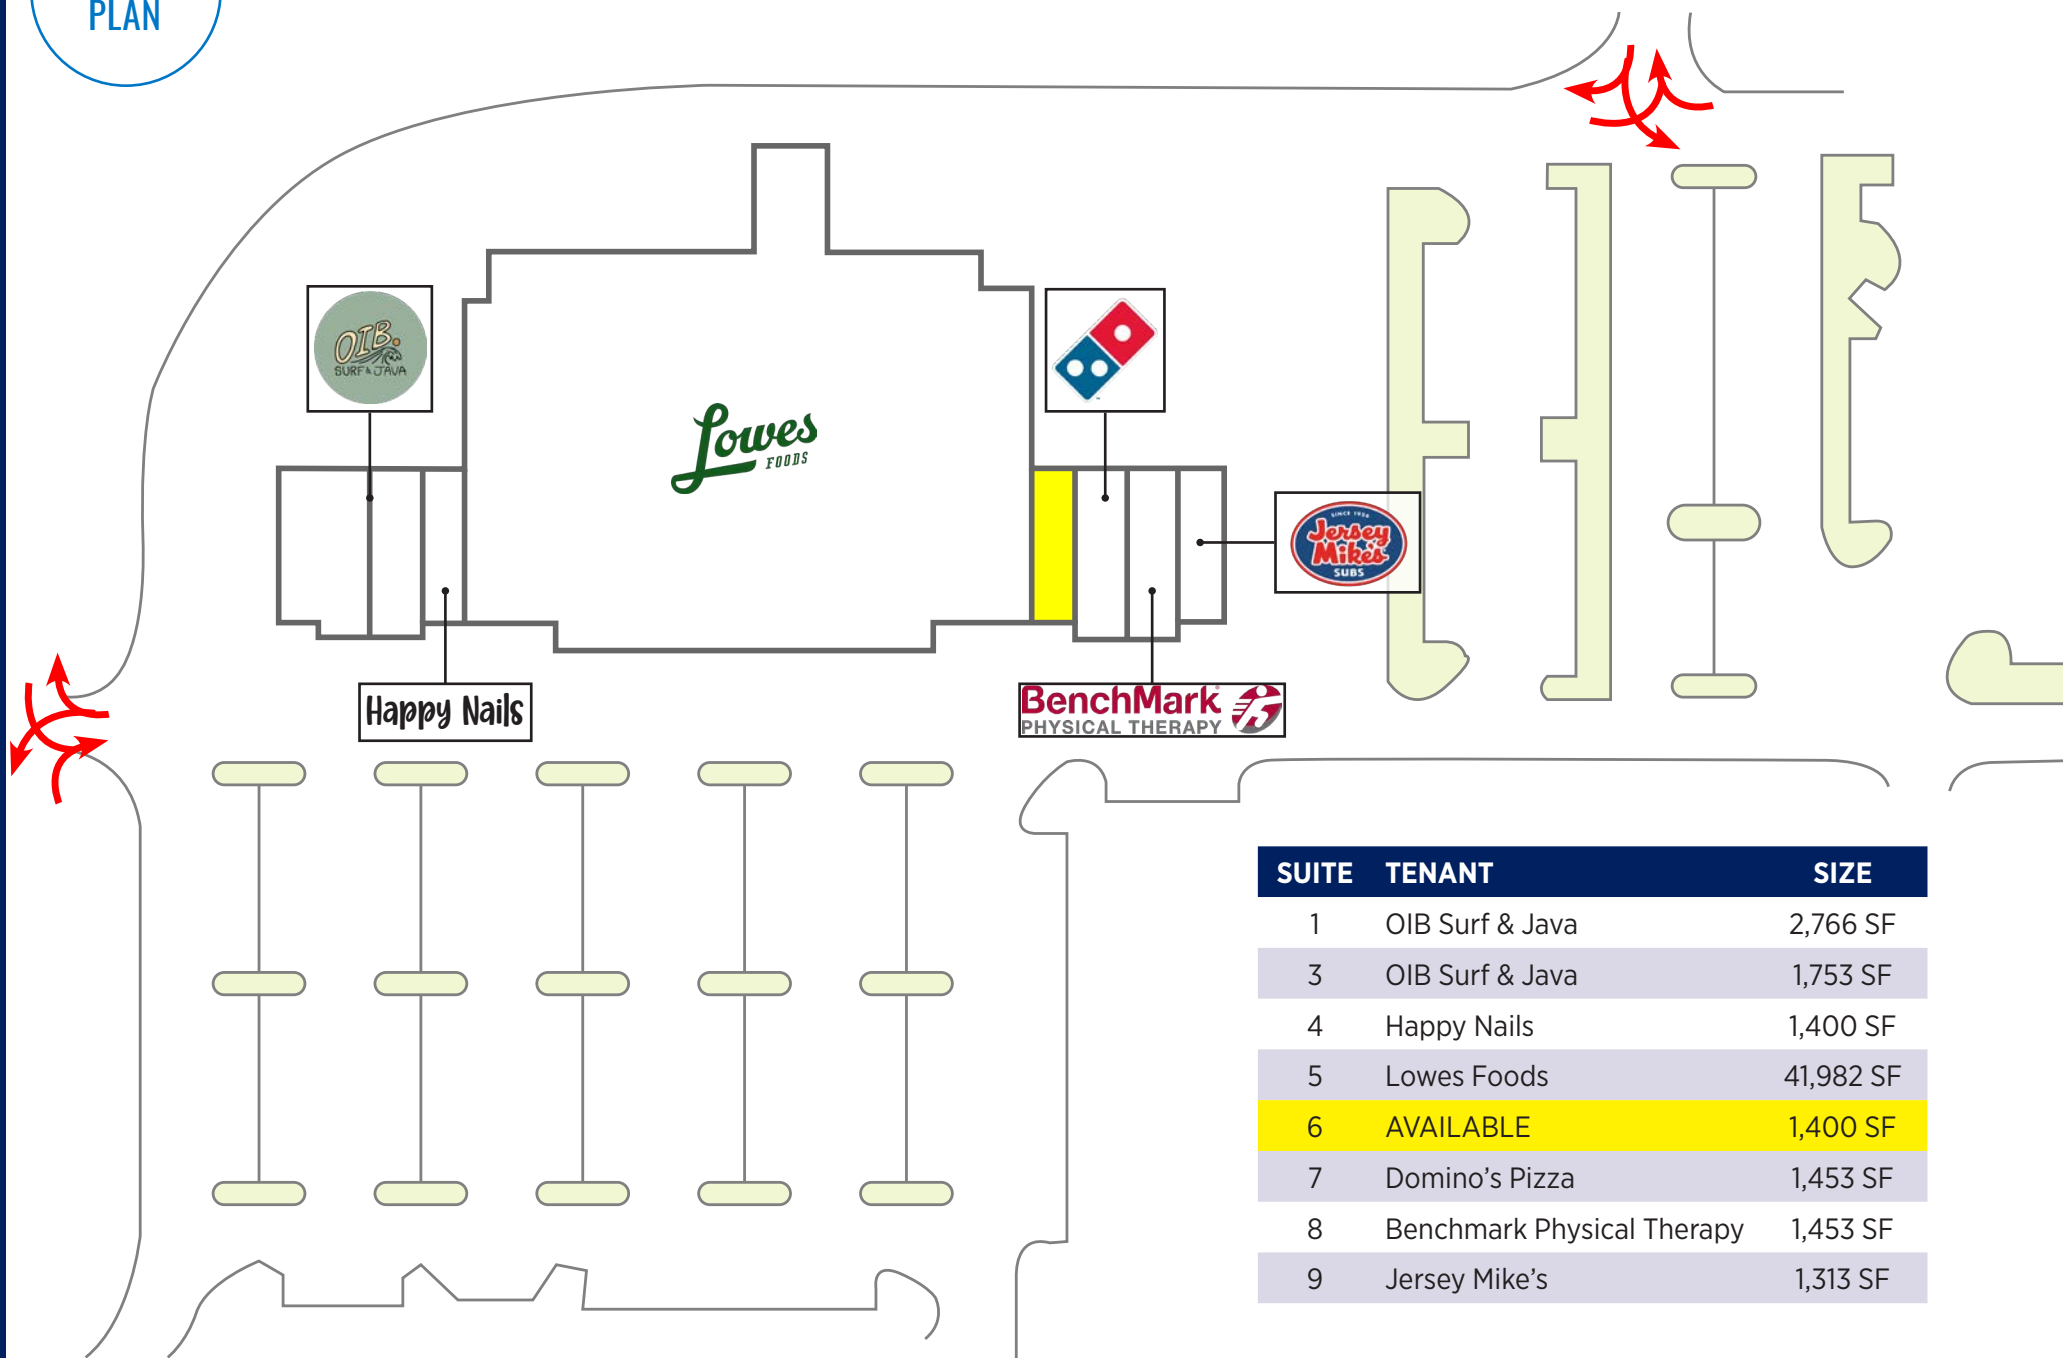 PLAN
OIB.
SURF & JAVA
Lowes
FOODS
SINCE 1956
Jersey
Mike's
SUBS
Happy Nails
BenchMark
PHYSICAL THERAPY
SUITE TENANT SIZE
1 OIB Surf & Java 2,766 SF
3 OIB Surf & Java 1,753 SF
4 Happy Nails 1,400 SF
5 Lowes Foods 41,982 SF
6 AVAILABLE 1,400 SF
7 Domino’s Pizza 1,453 SF
8 Benchmark Physical Therapy 1,453 SF
9 Jersey Mike’s 1,313 SF